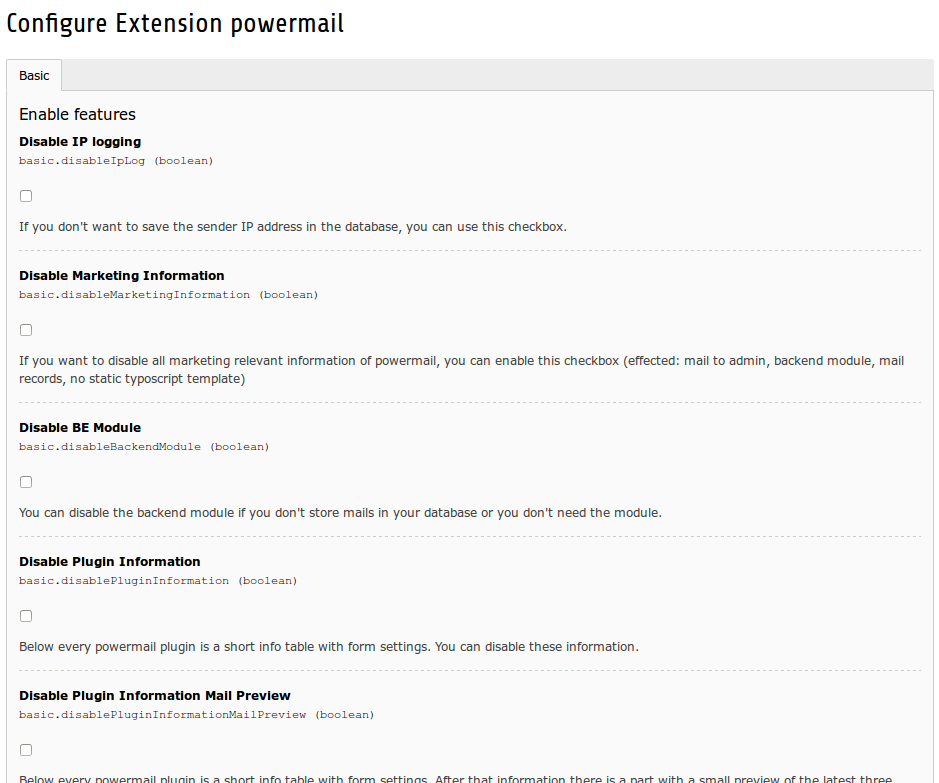 Configure Extension powermail
Basic
Enable features
Disable IP logging
basic.disableIpLog (boolean)
If you don't want to save the sender IP address in the database, you can use this checkbox.
Disable Marketing Information
basic.disableMarketingInformation (boolean)
If you want to disable all marketing relevant information of powermail, you can enable this checkbox (effected: mail to admin, backend module, mail
records, no static typoscript template)
Disable BE Module
basic.disableBackendModule (boolean)
You can disable the backend module if you don't store mails in your database or you don't need the module.
Disable Plugin Information
basic.disablePluginInformation (boolean)
Below every powermail plugin is a short info table with form settings. You can disable these information.
Disable Plugin Information Mail Preview
basic.disablePluginInformationMailPreview (boolean)
Below every powermail plugin is a short info table with form settings. After that information there is a part with a small preview of the latest three